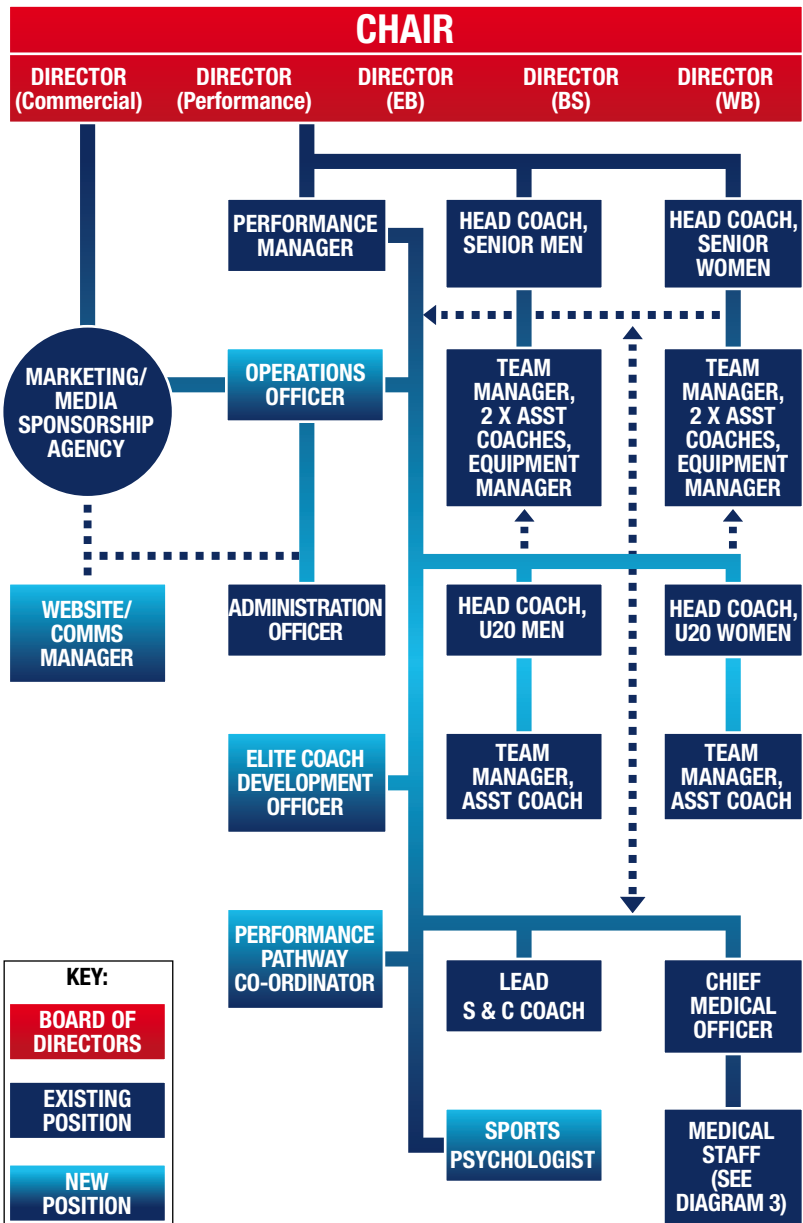 CHAIR
DIRECTOR
(Commercial)
DIRECTOR
(Performance)
DIRECTOR
(EB)
DIRECTOR
(BS)
DIRECTOR
(WB)
PERFORMANCE
MANAGER
HEAD COACH,
SENIOR MEN
HEAD COACH,
SENIOR
WOMEN
MARKETING/
MEDIA
SPONSORSHIP
AGENCY
OPERATIONS
OFFICER
TEAM
MANAGER,
2 X ASST
COACHES,
EQUIPMENT
MANAGER
TEAM
MANAGER,
2 X ASST
COACHES,
EQUIPMENT
MANAGER
WEBSITE/
COMMS
MANAGER
ADMINISTRATION
OFFICER
HEAD COACH,
U20 MEN
HEAD COACH,
U20 WOMEN
ELITE COACH
DEVELOPMENT
OFFICER
TEAM
MANAGER,
ASST COACH
TEAM
MANAGER,
ASST COACH
PERFORMANCE
PATHWAY
CO-ORDINATOR
LEAD
S & C COACH
CHIEF
MEDICAL
OFFICER
SPORTS
PSYCHOLOGIST
MEDICAL
STAFF
(SEE
DIAGRAM 3)
KEY:
BOARD OF
DIRECTORS
EXISTING
POSITION
NEW
POSITION